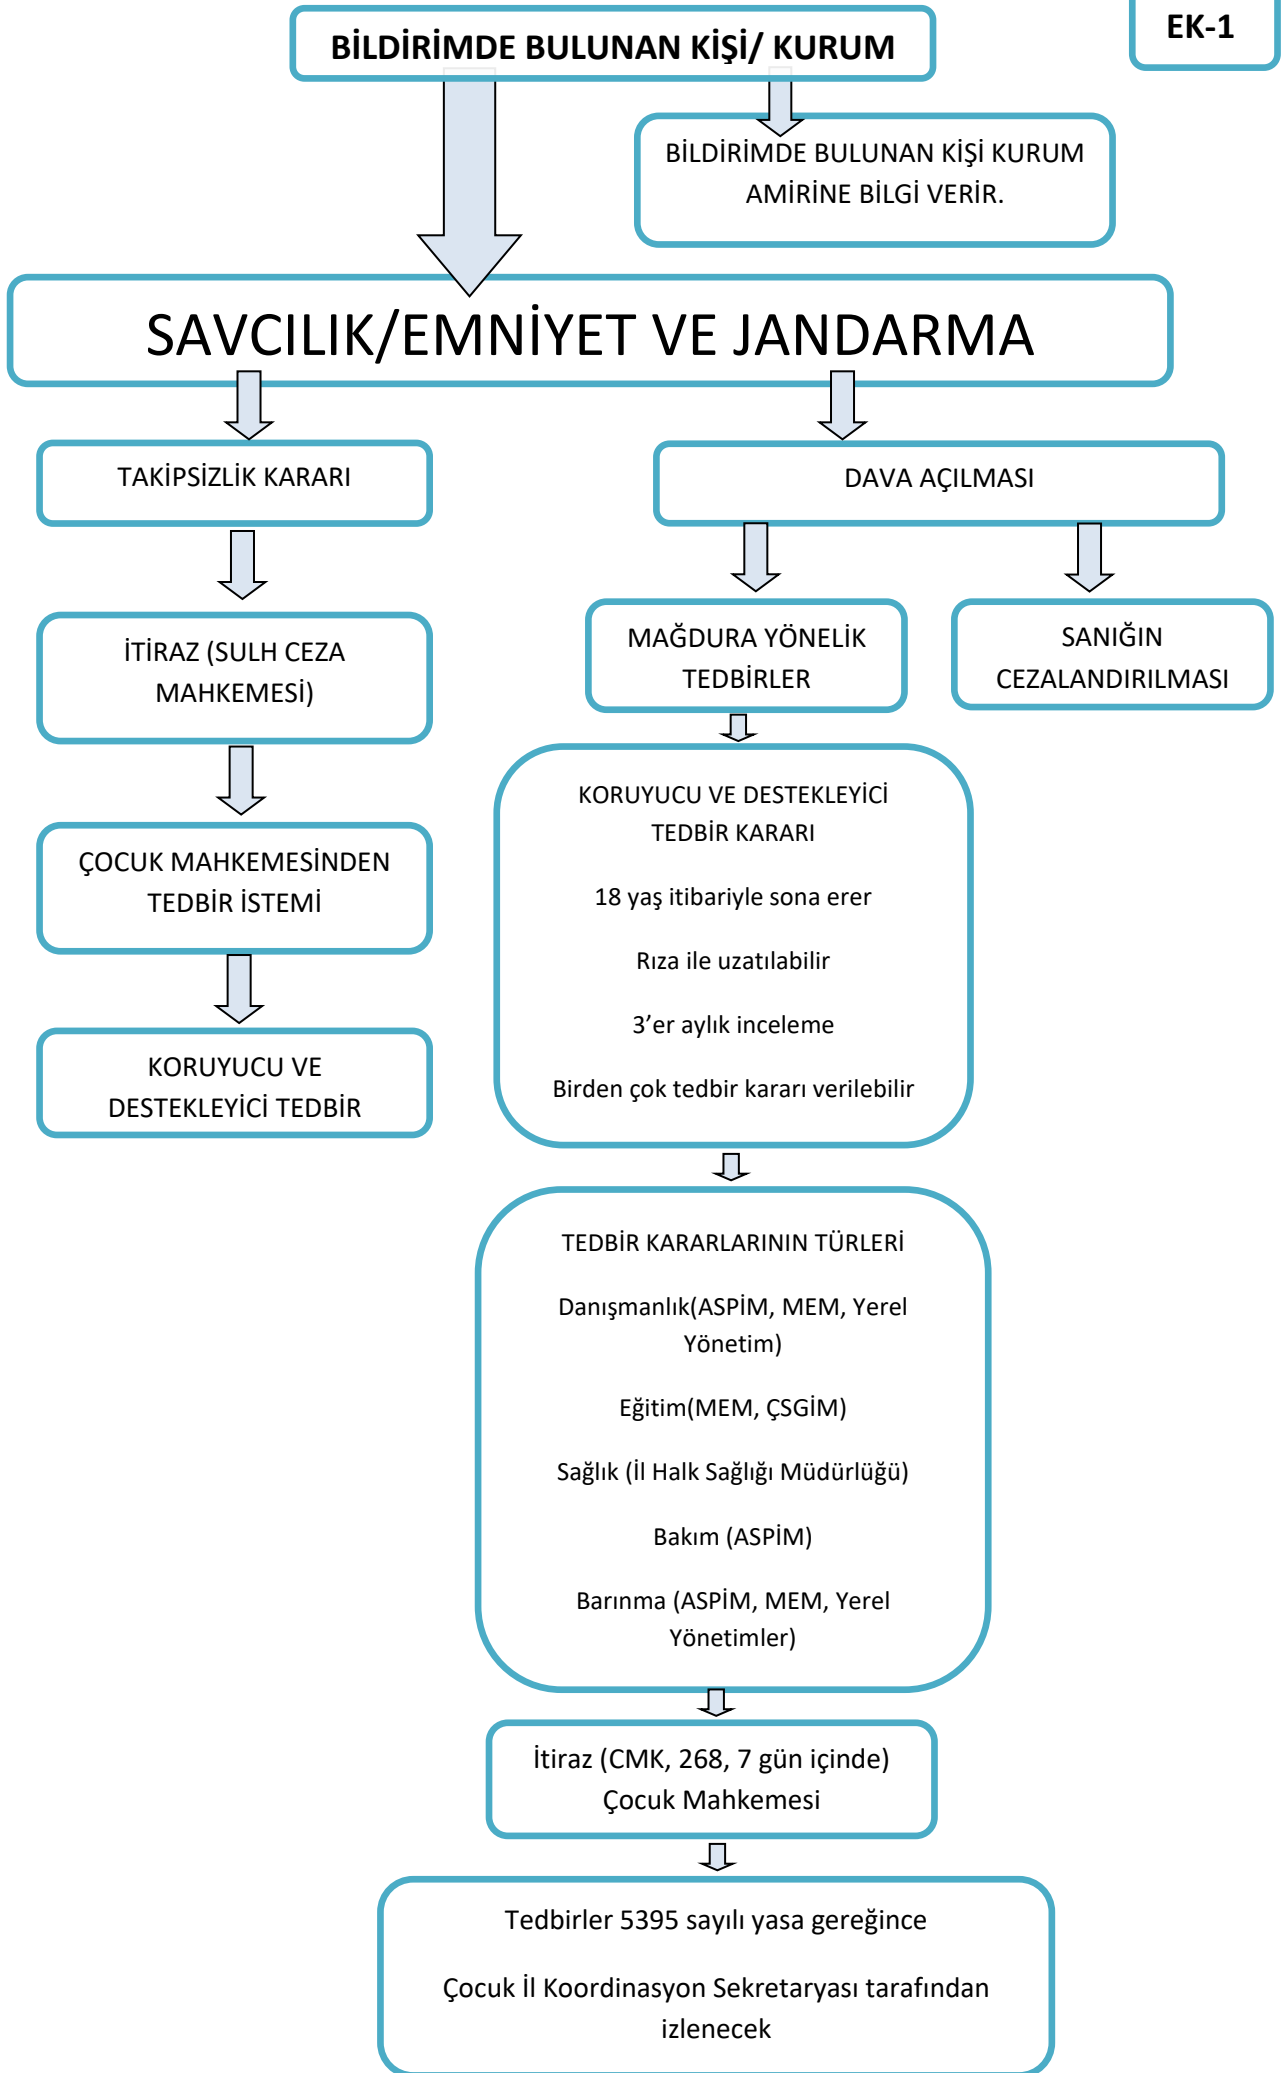 EK-1
BİLDİRİMDE BULUNAN KİŞİ/ KURUM
BİLDİRİMDE BULUNAN KİŞİ KURUM
AMİRİNE BİLGİ VERİR.
SAVCILIK/EMNİYET VE JANDARMA
TAKİPSİZLİK KARARI
DAVA AÇILMASI
İTİRAZ (SULH CEZA
MAHKEMESİ)
MAĞDURA YÖNELİK
TEDBİRLER
SANIĞIN
CEZALANDIRILMASI
ÇOCUK MAHKEMESİNDEN
TEDBİR İSTEMİ
KORUYUCU VE
DESTEKLEYİCİ TEDBİR
KORUYUCU VE DESTEKLEYİCİ
TEDBİR KARARI
18 yaş itibariyle sona erer
Rıza ile uzatılabilir
3’er aylık inceleme
Birden çok tedbir kararı verilebilir
TEDBİR KARARLARININ TÜRLERİ
Danışmanlık(ASPİM, MEM, Yerel
Yönetim)
Eğitim(MEM, ÇSGİM)
Sağlık (İl Halk Sağlığı Müdürlüğü)
Bakım (ASPİM)
Barınma (ASPİM, MEM, Yerel
Yönetimler)
İtiraz (CMK, 268, 7 gün içinde)
Çocuk Mahkemesi
Tedbirler 5395 sayılı yasa gereğince
Çocuk İl Koordinasyon Sekretaryası tarafından
izlenecek